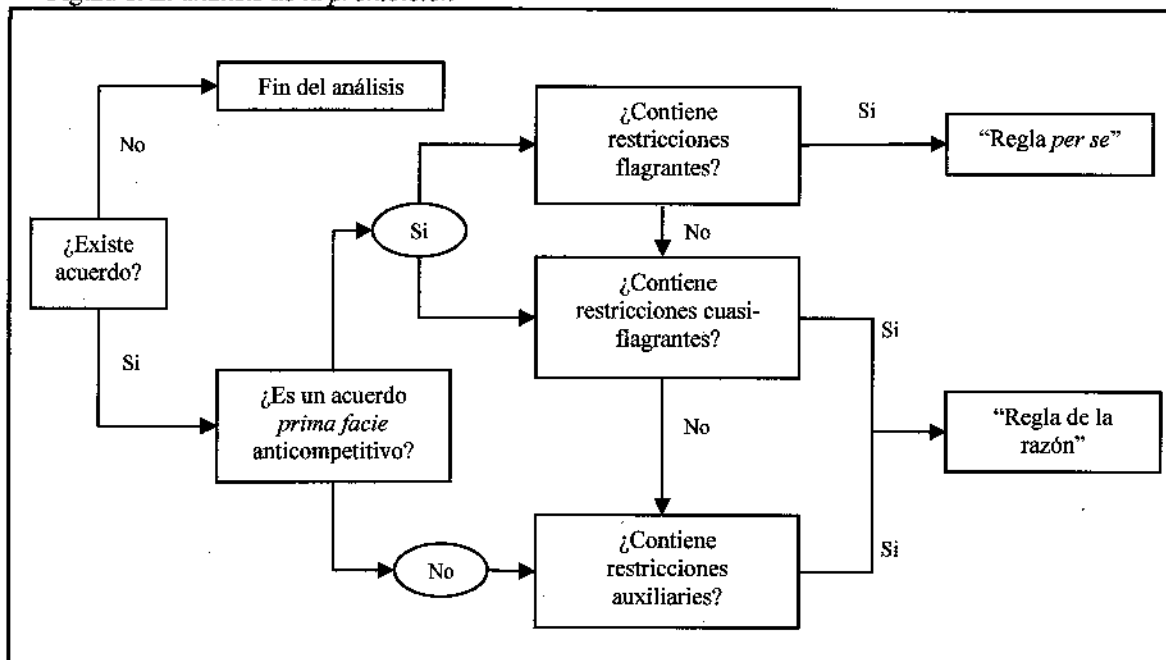 Fin del análisis
¿Contiene
restricciones
flagrantes?
Si
“Regla per se”
No
¿Existe
acuerdo?
Si
No
¿Contiene
restricciones cuasi-
flagrantes?
Si
Si
¿Es un acuerdo
prima facie
anticompetitivo?
No
“Regla de la
razón”
No
¿Contiene
restricciones
auxiliaries?
Si